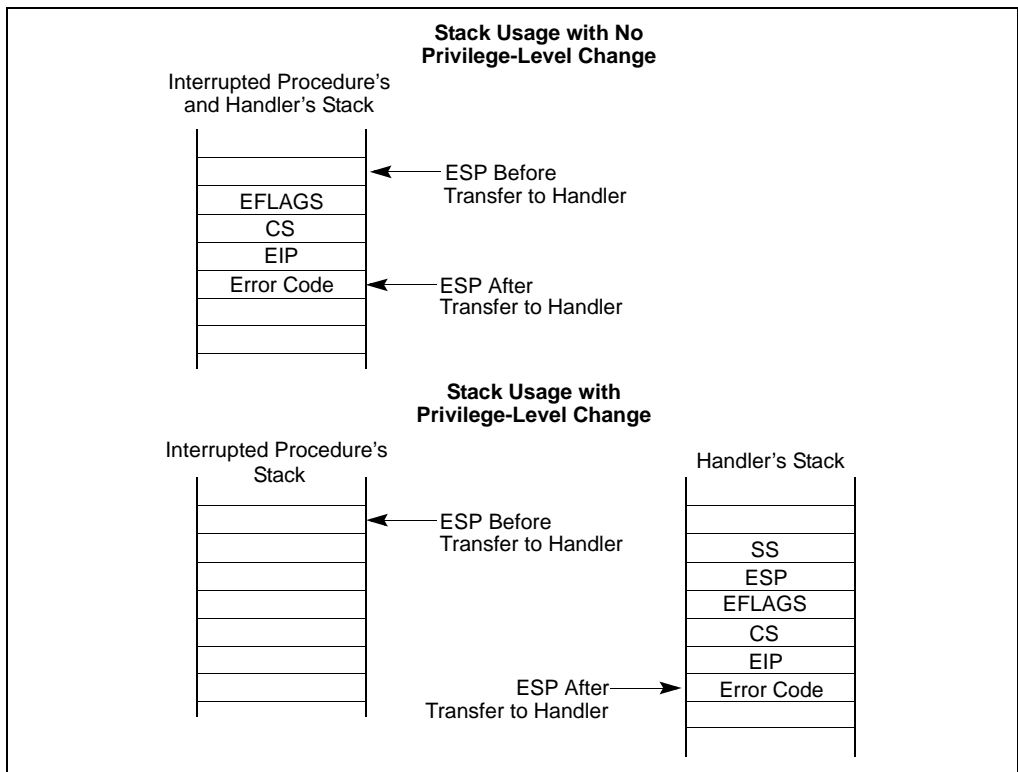 Stack Usage with No
Privilege-Level Change
Interrupted Procedure's
and Handler's Stack
ESP Before
Transfer to Handler
EFLAGS
CS
EIP
Error Code
ESP After
Transfer to Handler
Stack Usage with
Privilege-Level Change
Interrupted Procedure's
Stack
ESP Before
Transfer to Handler
Handler's Stack
SS
ESP
EFLAGS
CS
EIP
Error Code
ESP After
Transfer to Handler